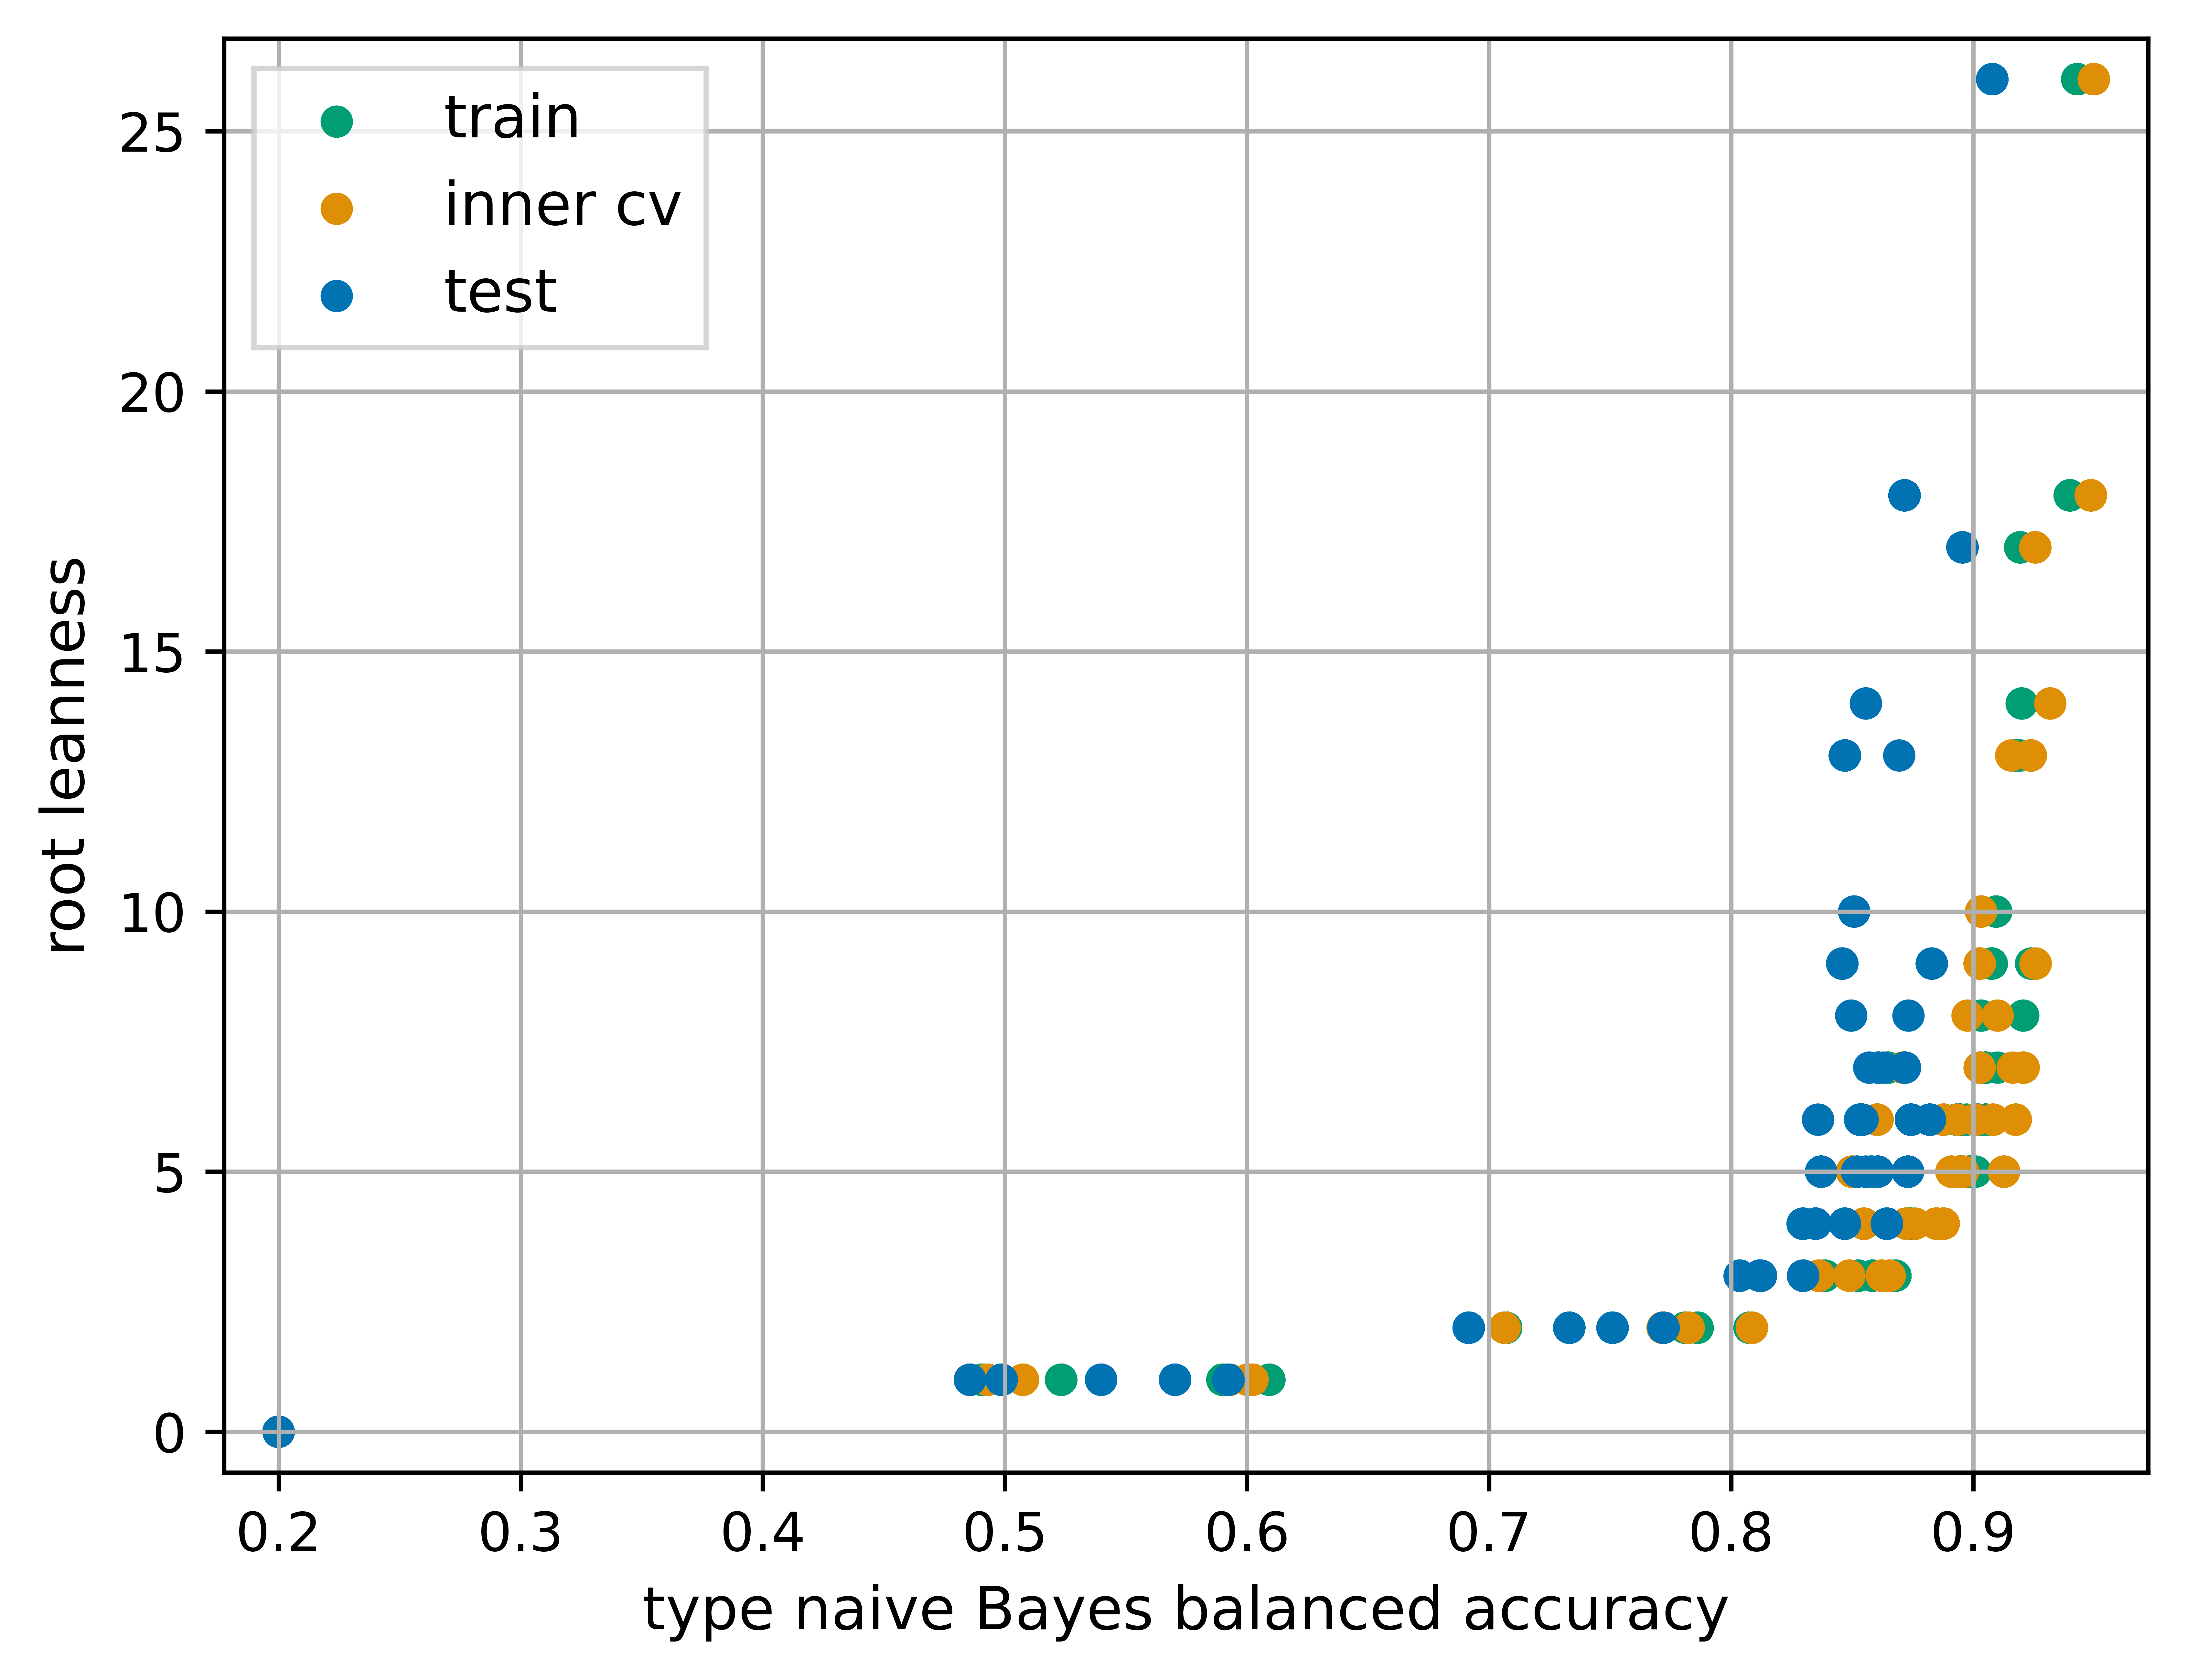 train
inner cv
test
25
20
15
10
5
0
root leanness
0.2 0.3 0.4 0.5 0.6 0.7 0.8 0.9
type naive Bayes balanced accuracy